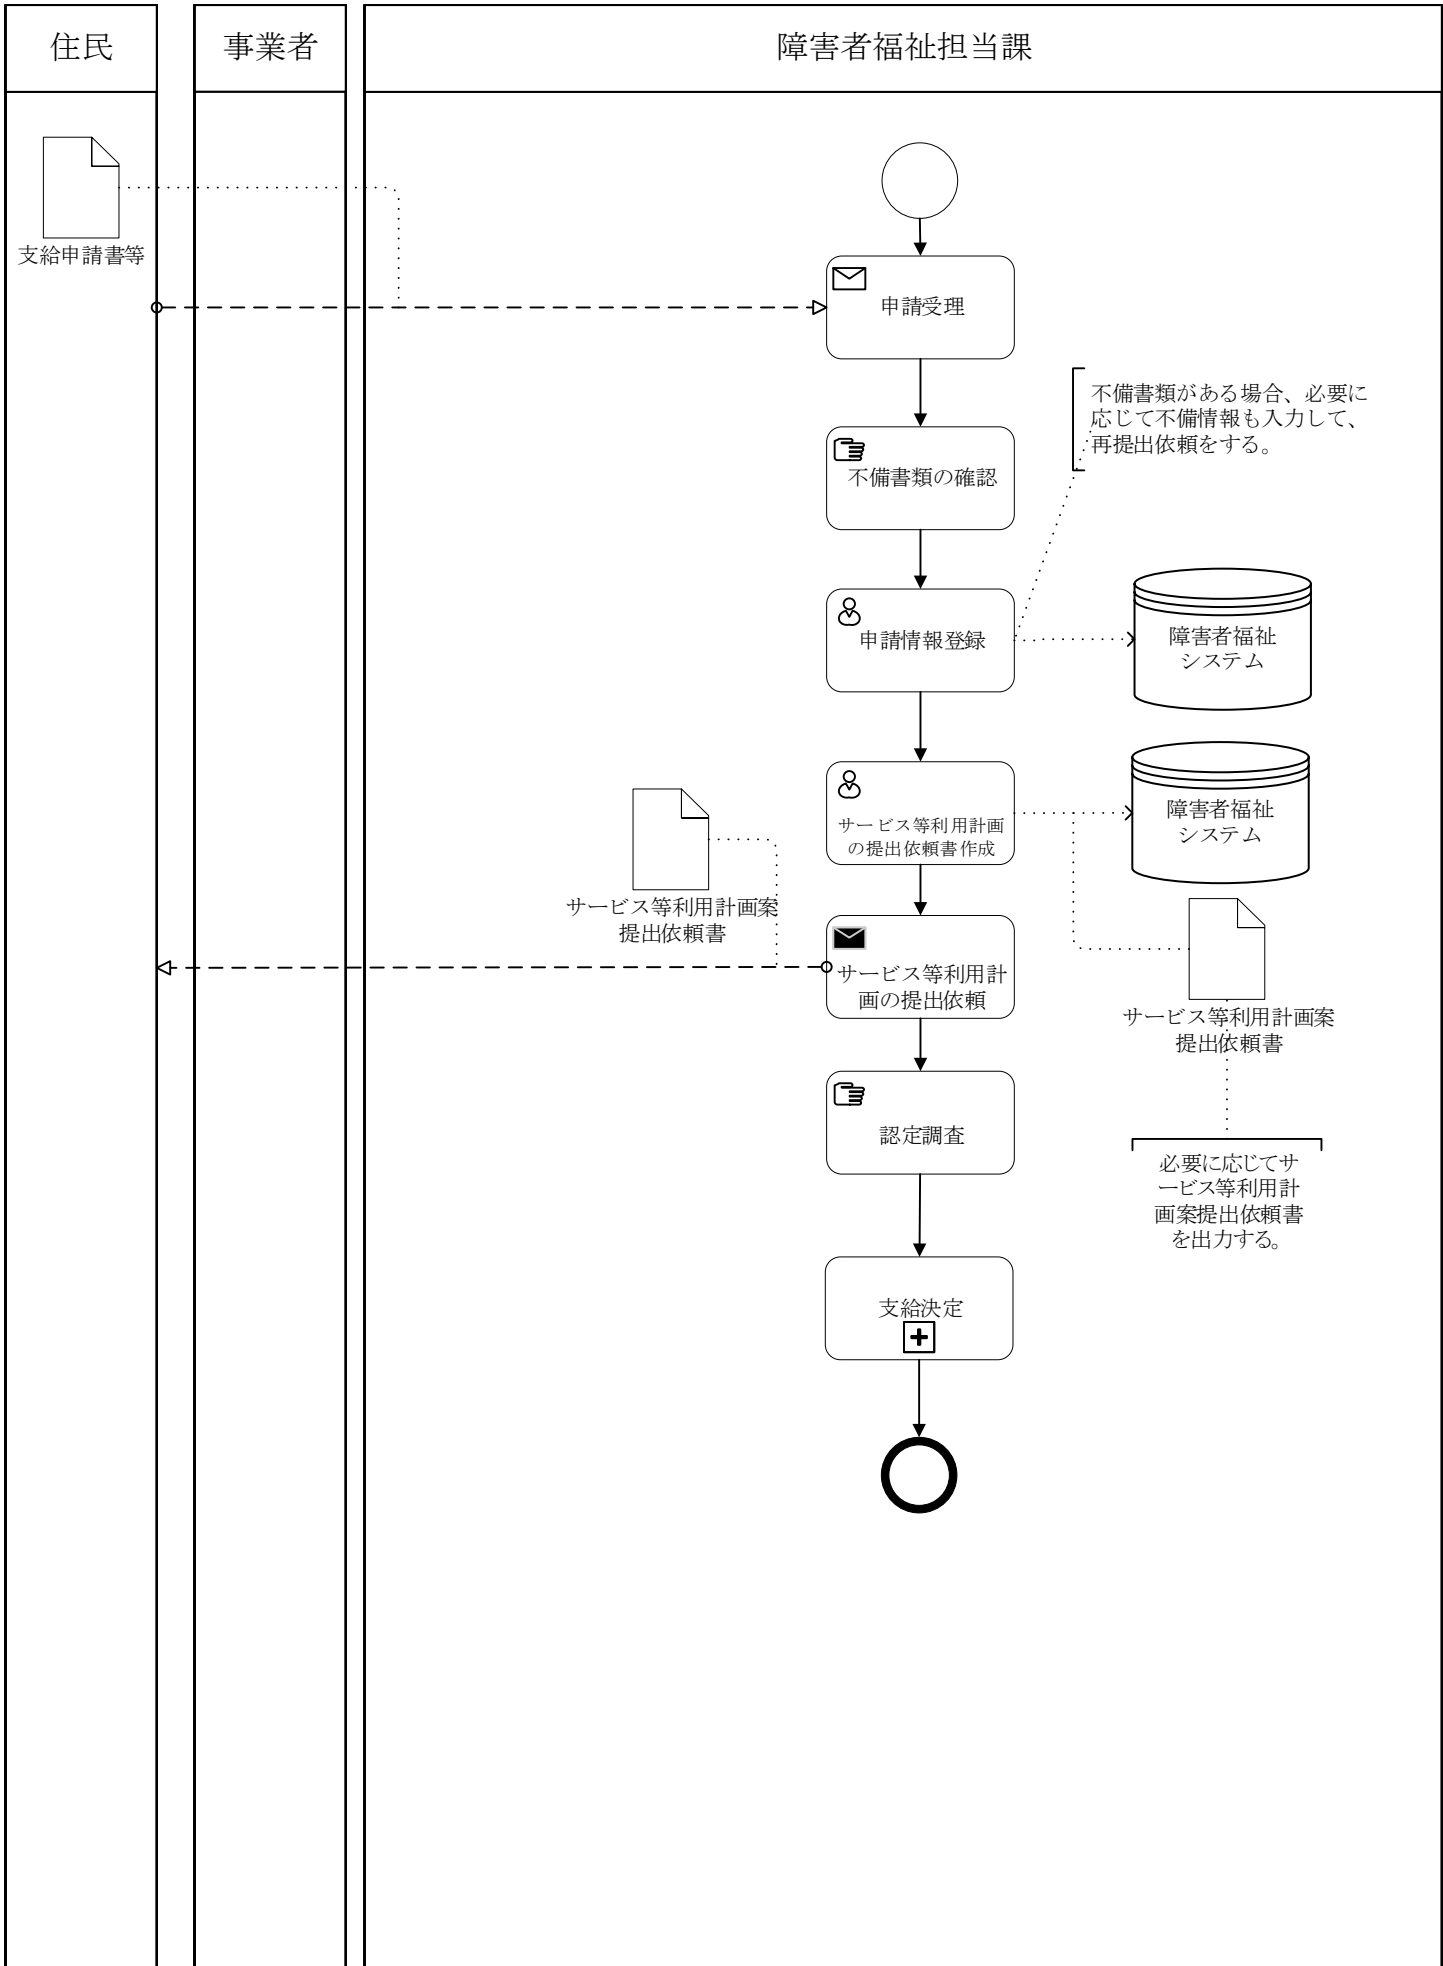 住民
事業者
障害者福祉担当課
支給申請書等
申請受理
不備書類がある場合、必要に
応じて不備情報も入力して、
再提出依頼をする。
不備書類の確認
申請情報登録
障害者福祉
システム
サービス等利用計画
の提出依頼書作成
障害者福祉
システム
サービス等利用計画案
提出依頼書
サービス等利用計
画の提出依頼
サービス等利用計画案
提出依頼書
認定調査
必要に応じてサ
ービス等利用計
画案提出依頼書
を出力する。
支給決定